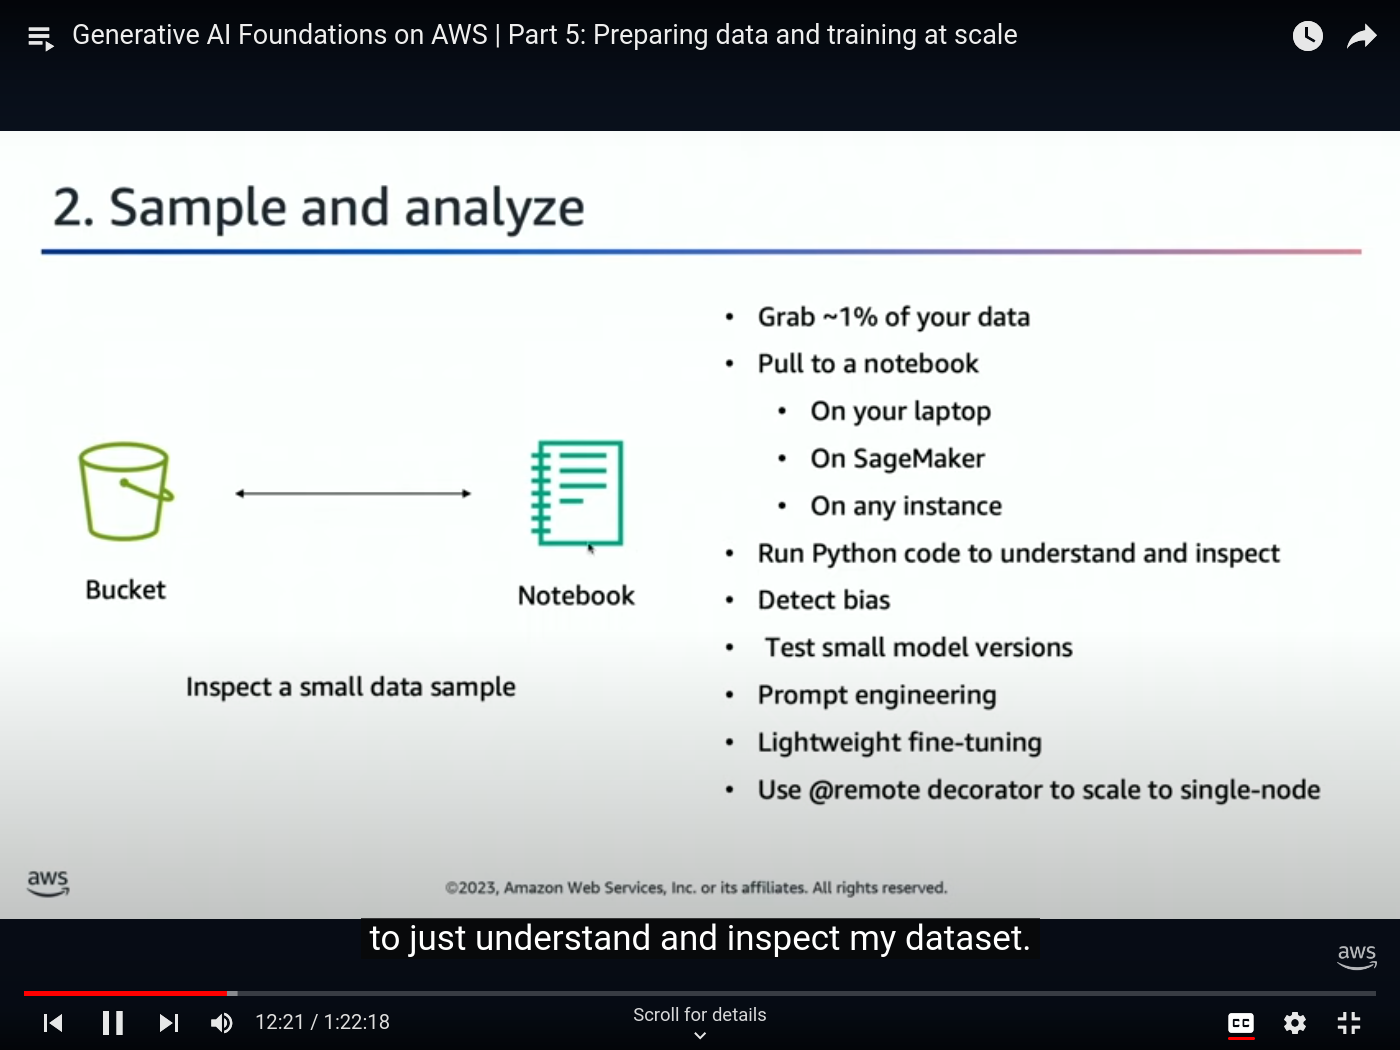 Generative AI Foundations on AWS | Part 5: Preparing data and training at scale
2. Sample and analyze
Bucket
Notebook
Inspect a small data sample
• Grab ~1% of your data
• Pull to a notebook
• On your laptop
• On SageMaker
• On any instance
• Run Python code to understand and inspect
• Detect bias
• Test small model versions
• Prompt engineering
• Lightweight fine-tuning
• Use @remote decorator to scale to single-node
aws
©2023, Amazon Web Services, Inc. or its affiliates. All rights reserved.
to just understand and inspect my dataset.
aws
12:21 / 1:22:18
Scroll for details
CC